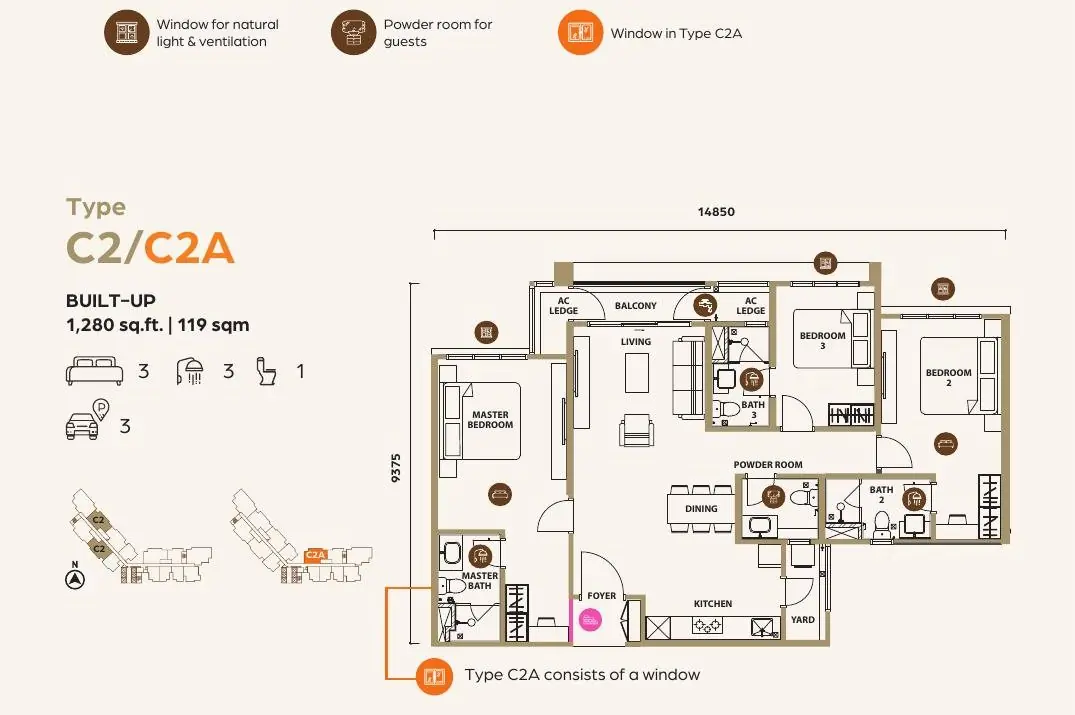 Window for natural
light & ventilation
Powder room for
guests
Window in Type C2A
Type
C2/C2A
BUILT-UP
1,280 sq.ft. | 119 sqm
3
3
1
P
3
C2
C2
C2A
N
14850
9375
AC
LEDGE
BALCONY
AC
LEDGE
LIVING
BEDROOM
3
BEDROOM
2
MASTER
BEDROOM
BATH
3
POWDER ROOM
DINING
BATH
2
MASTER
BATH
FOYER
KITCHEN
YARD
Type C2A consists of a window